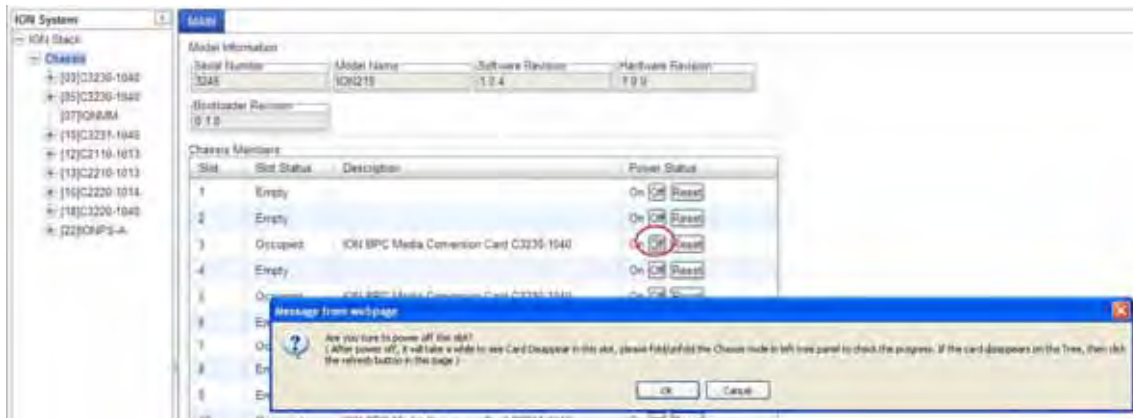 ION System
MAIN
ION Stack
Chassis
[03]C3230-1040
[05]C3230-1040
[07]IONMM
[10]C3231-1040
[12]C2110-1013
[13]C2210-1013
[16]C2220-1014
[18]C3220-1040
[22]IONPS-A
Model Information
Serial Number Model Name Software Revision Hardware Revision
ION219 1.0.4 1.0.0
Bootloader Revision
0.1.0
Chassis Members
Slot Slot Status Description Power Status
1 Empty On Off Reset
2 Empty On Off Reset
3 Occupied ION BPC Media Conversion Card C3230-1040 On Off Reset
4 Empty On Off Reset
Message from webpage
Are you sure to power off this slot?
( After power off, it will take a while to see Card Disappear in this slot, please fold/unfold the Chassis node in left tree panel to check the progress. If the card disappears on the Tree, then click
the refresh button in this page )
OK Cancel